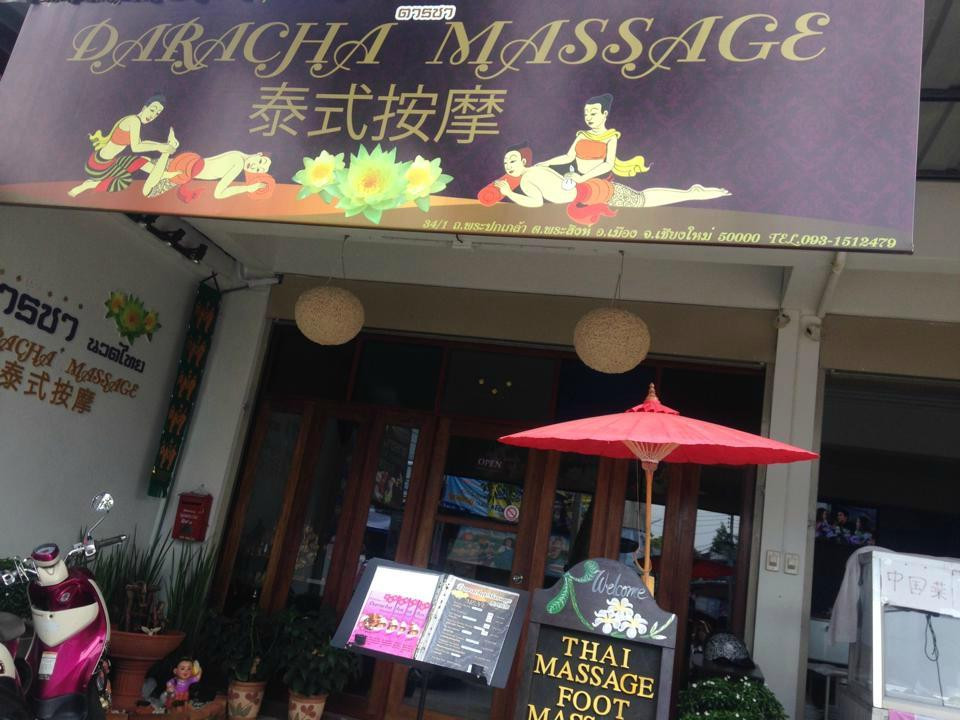 ดารชา
DARACHA MASSAGE
泰式按摩
34/1 ถ.พระปกเกล้า ต.พระสิงห์ อ.เมือง จ.เชียงใหม่ 50000 TEL.093-1512479
ารชา
นวดไทย
RACHA MASSAGE
泰式按摩
OPEN
Welcome
THAI
MASSAGE
FOOT
中国菜